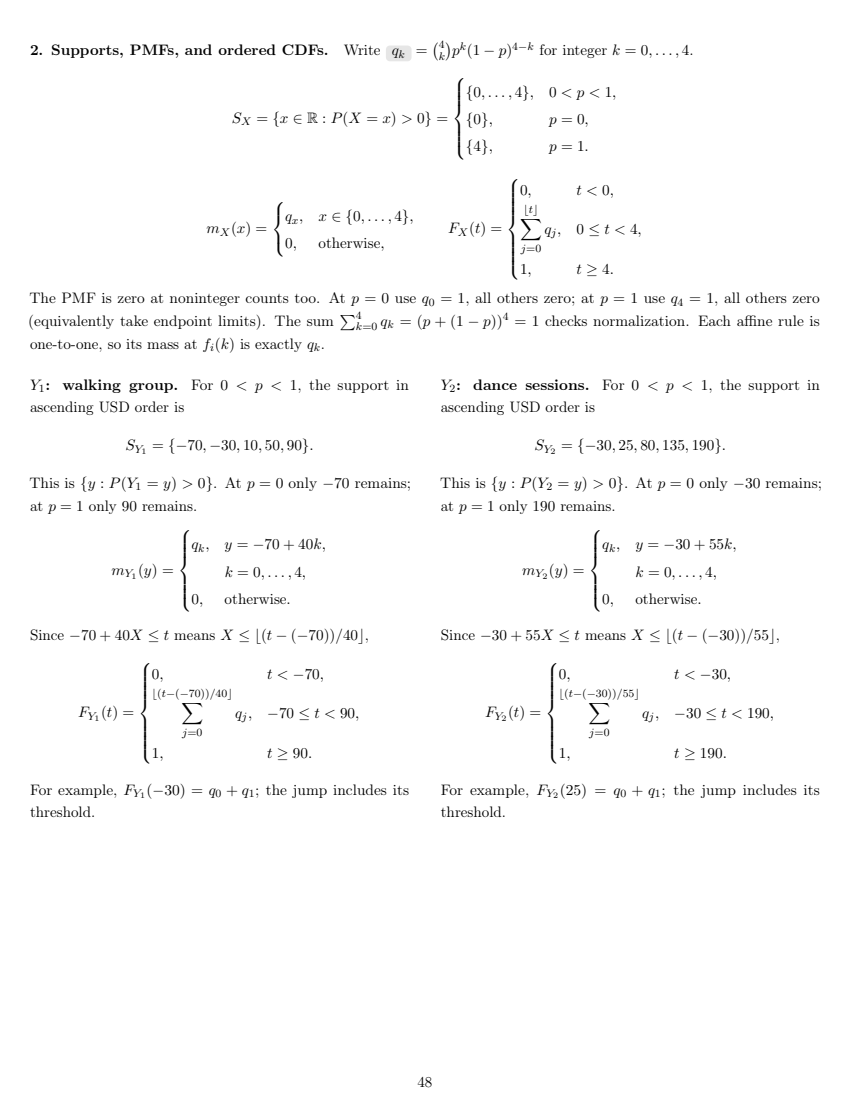 2. Supports, PMFs, and ordered CDFs. Write q_k = \binom{4}{k} p^k (1 − p)^{4−k} for integer k = 0, . . . , 4.
S_X = {x ∈ ℝ : P(X = x) > 0} = { {0, . . . , 4}, 0 < p < 1,
{0}, p = 0,
{4}, p = 1.
m_X(x) = { q_x, x ∈ {0, . . . , 4},
0, otherwise,
F_X(t) = { 0, t < 0,
∑_{j=0}^{⌊t⌋} q_j, 0 ≤ t < 4,
1, t ≥ 4.
The PMF is zero at noninteger counts too. At p = 0 use q_0 = 1, all others zero; at p = 1 use q_4 = 1, all others zero
(equivalently take endpoint limits). The sum ∑_{k=0}^{4} q_k = (p + (1 − p))^4 = 1 checks normalization. Each affine rule is
one-to-one, so its mass at f_i(k) is exactly q_k.
Y_1: walking group. For 0 < p < 1, the support in
ascending USD order is
S_{Y_1} = {−70, −30, 10, 50, 90}.
This is {y : P(Y_1 = y) > 0}. At p = 0 only −70 remains;
at p = 1 only 90 remains.
m_{Y_1}(y) = { q_k, y = −70 + 40k,
k = 0, . . . , 4,
0, otherwise.
Since −70 + 40X ≤ t means X ≤ ⌊(t − (−70))/40⌋,
F_{Y_1}(t) = { 0, t < −70,
∑_{j=0}^{⌊(t−(−70))/40⌋} q_j, −70 ≤ t < 90,
1, t ≥ 90.
For example, F_{Y_1}(−30) = q_0 + q_1; the jump includes its
threshold.
Y_2: dance sessions. For 0 < p < 1, the support in
ascending USD order is
S_{Y_2} = {−30, 25, 80, 135, 190}.
This is {y : P(Y_2 = y) > 0}. At p = 0 only −30 remains;
at p = 1 only 190 remains.
m_{Y_2}(y) = { q_k, y = −30 + 55k,
k = 0, . . . , 4,
0, otherwise.
Since −30 + 55X ≤ t means X ≤ ⌊(t − (−30))/55⌋,
F_{Y_2}(t) = { 0, t < −30,
∑_{j=0}^{⌊(t−(−30))/55⌋} q_j, −30 ≤ t < 190,
1, t ≥ 190.
For example, F_{Y_2}(25) = q_0 + q_1; the jump includes its
threshold.
48